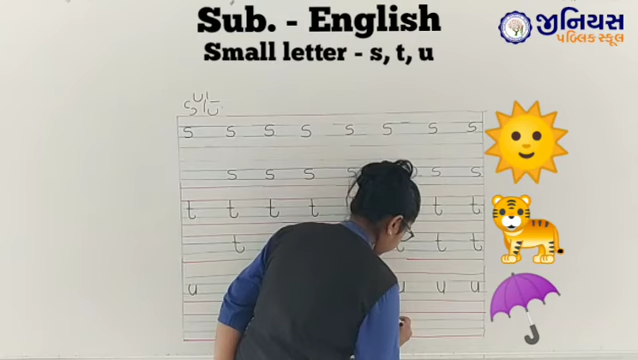 Sub. - English
Small letter - s, t, u
જીનિયસ
પબ્લિક સ્કૂલ
s s s s s s s s
s s s s s s
t t t t t t
t t t t
u u u u